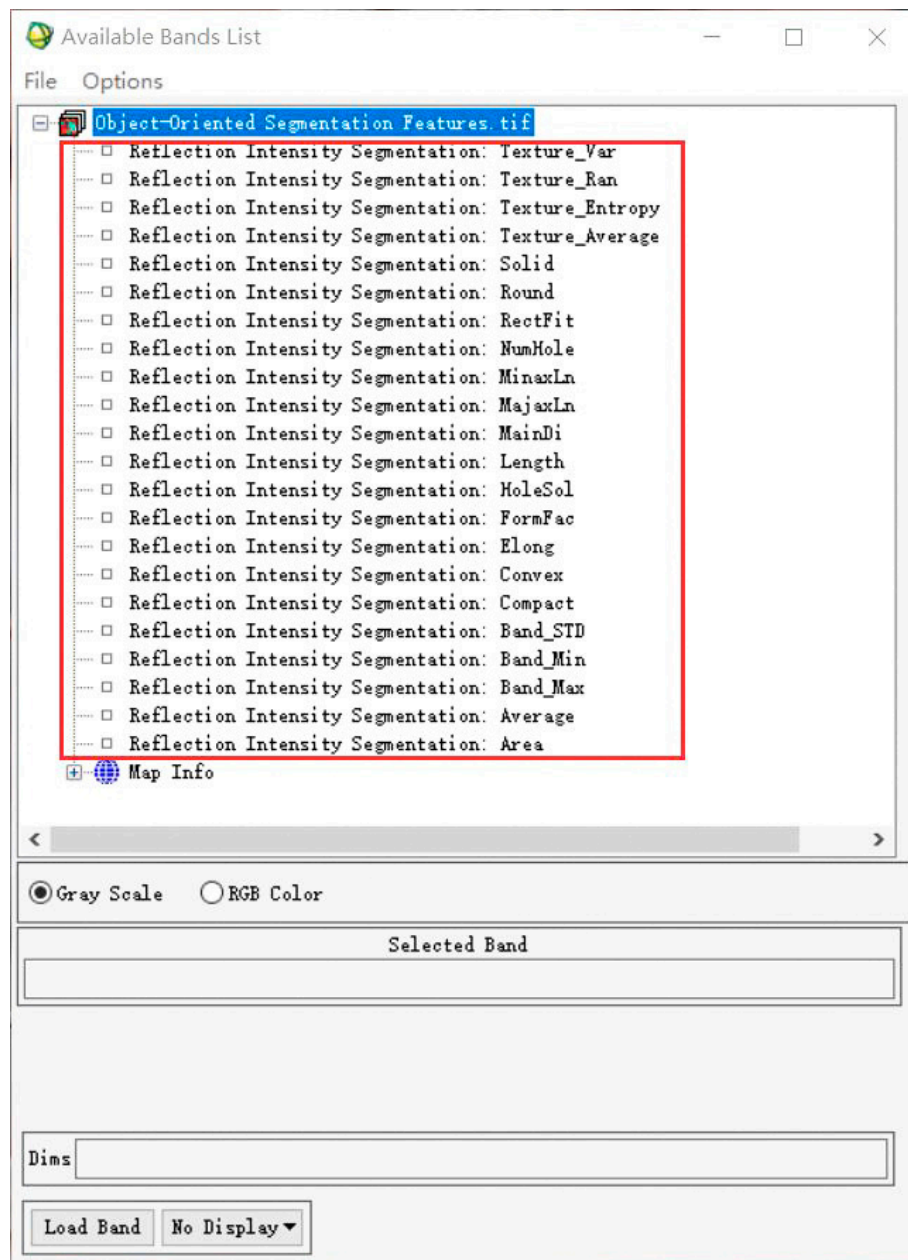 Available Bands List
File Options
Object-Oriented Segmentation Features.tif
Reflection Intensity Segmentation: Texture_Var
Reflection Intensity Segmentation: Texture_Ran
Reflection Intensity Segmentation: Texture_Entropy
Reflection Intensity Segmentation: Texture_Average
Reflection Intensity Segmentation: Solid
Reflection Intensity Segmentation: Round
Reflection Intensity Segmentation: RectFit
Reflection Intensity Segmentation: NumHole
Reflection Intensity Segmentation: MinaxLn
Reflection Intensity Segmentation: MajaxLn
Reflection Intensity Segmentation: MainDi
Reflection Intensity Segmentation: Length
Reflection Intensity Segmentation: HoleSol
Reflection Intensity Segmentation: FormFac
Reflection Intensity Segmentation: Elong
Reflection Intensity Segmentation: Convex
Reflection Intensity Segmentation: Compact
Reflection Intensity Segmentation: Band_STD
Reflection Intensity Segmentation: Band_Min
Reflection Intensity Segmentation: Band_Max
Reflection Intensity Segmentation: Average
Reflection Intensity Segmentation: Area
Map Info
Gray Scale RGB Color
Selected Band
Dims
Load Band No Display